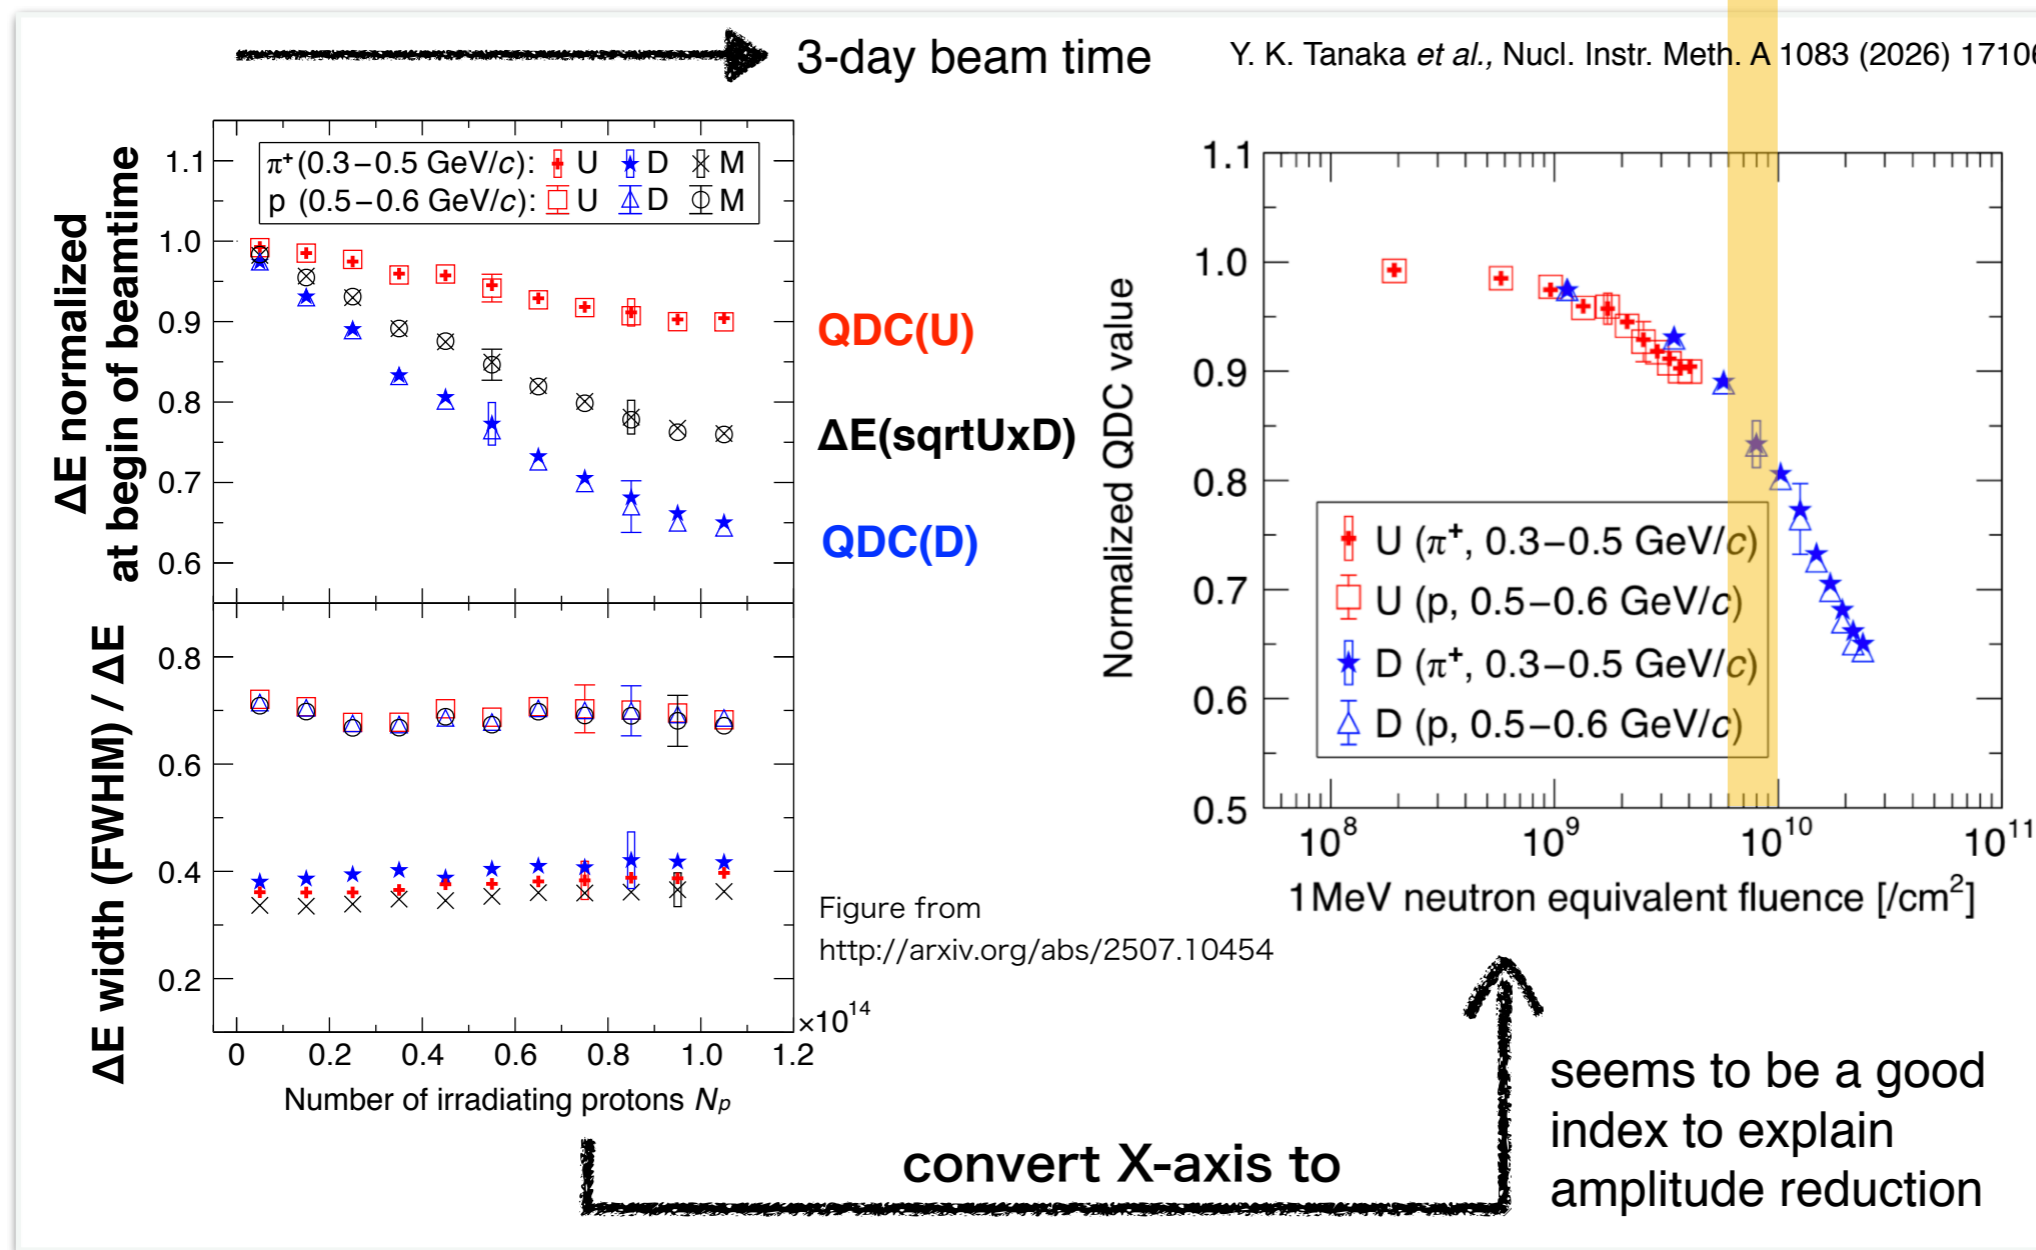 3-day beam time
Y. K. Tanaka et al., Nucl. Instr. Meth. A 1083 (2026) 17106
ΔE normalized
at begin of beamtime
1.1
1.0
0.9
0.8
0.7
0.6
π⁺(0.3–0.5 GeV/c): U D M
p (0.5–0.6 GeV/c): U D M
QDC(U)
ΔE(sqrtUxD)
QDC(D)
ΔE width (FWHM) / ΔE
0.8
0.6
0.4
0.2
0 0.2 0.4 0.6 0.8 1.0 1.2
×10¹⁴
Number of irradiating protons Nₚ
Figure from
http://arxiv.org/abs/2507.10454
Normalized QDC value
1.1
1.0
0.9
0.8
0.7
0.6
0.5
U (π⁺, 0.3–0.5 GeV/c)
U (p, 0.5–0.6 GeV/c)
D (π⁺, 0.3–0.5 GeV/c)
D (p, 0.5–0.6 GeV/c)
10⁸ 10⁹ 10¹⁰ 10¹¹
1MeV neutron equivalent fluence [/cm²]
convert X-axis to
seems to be a good
index to explain
amplitude reduction